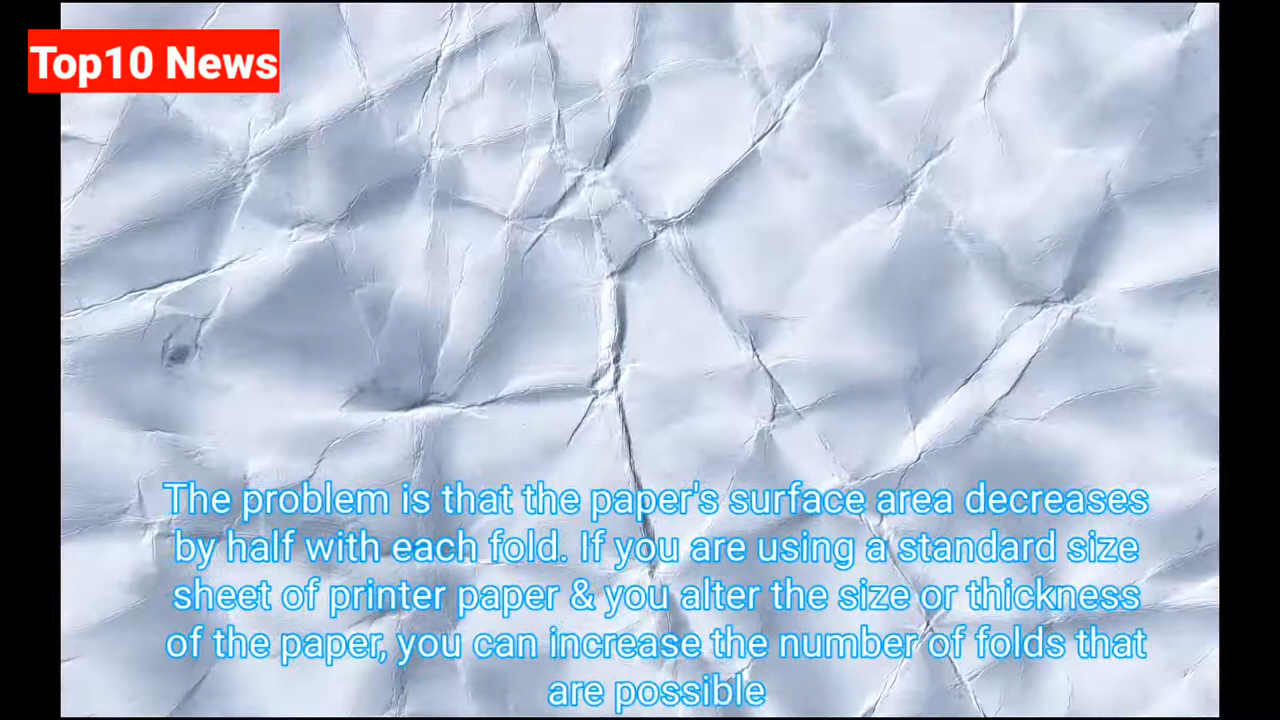 Top10 News
The problem is that the paper's surface area decreases
by half with each fold. If you are using a standard size
sheet of printer paper & you alter the size or thickness
of the paper, you can increase the number of folds that
are possible